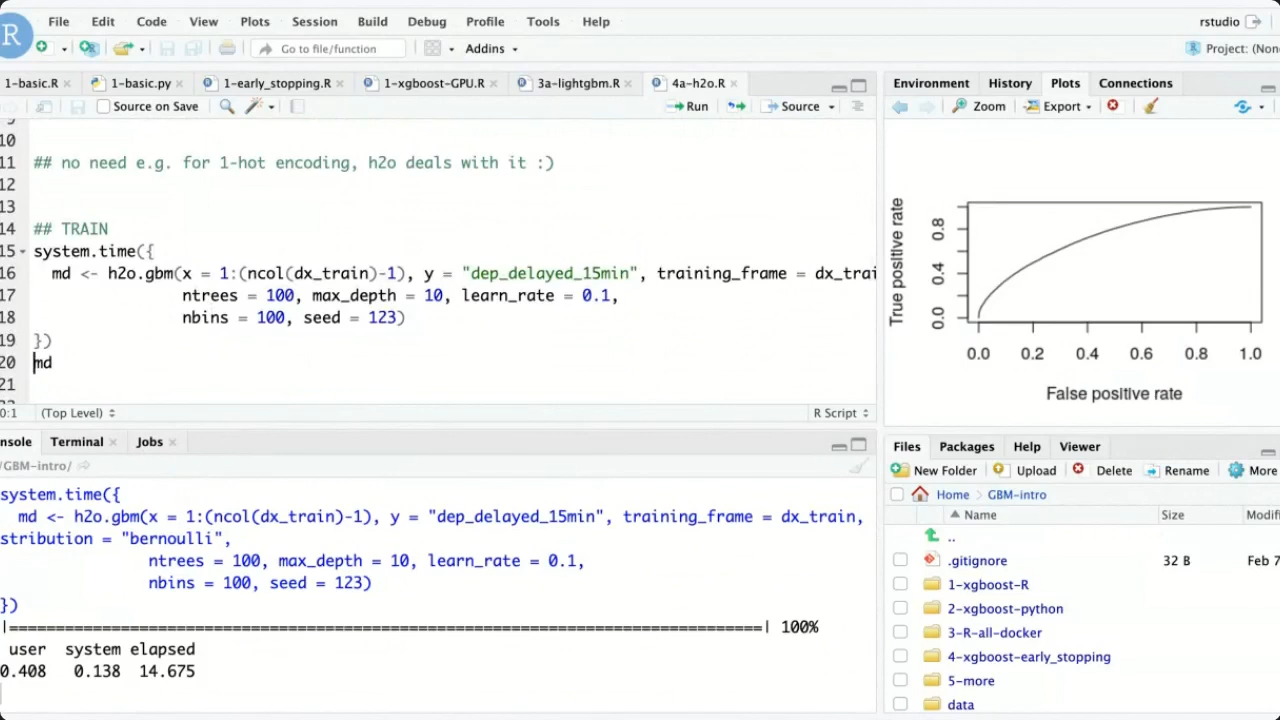 File Edit Code View Plots Session Build Debug Profile Tools Help rstudio
R
Go to file/function Addins Project: (Non
1-basic.R 1-basic.py 1-early_stopping.R 1-xgboost-GPU.R 3a-lightgbm.R 4a-h2o.R
Source on Save Run Source
10
11 ## no need e.g. for 1-hot encoding, h2o deals with it :)
12
13
14 ## TRAIN
15 system.time({
16 md <- h2o.gbm(x = 1:(ncol(dx_train)-1), y = "dep_delayed_15min", training_frame = dx_trai
17 ntrees = 100, max_depth = 10, learn_rate = 0.1,
18 nbins = 100, seed = 123)
19 })
20 md
21
0:1 (Top Level) R Script
nsole Terminal Jobs
/GBM-intro/
system.time({
md <- h2o.gbm(x = 1:(ncol(dx_train)-1), y = "dep_delayed_15min", training_frame = dx_train,
stribution = "bernoulli",
ntrees = 100, max_depth = 10, learn_rate = 0.1,
nbins = 100, seed = 123)
})
|======================================================================| 100%
user system elapsed
0.408 0.138 14.675
Environment History Plots Connections
Zoom Export
True positive rate
0.0 0.4 0.8
0.0 0.2 0.4 0.6 0.8 1.0
False positive rate
Files Packages Help Viewer
New Folder Upload Delete Rename More
Home GBM-intro
Name Size Modifi
..
.gitignore 32 B Feb 7
1-xgboost-R
2-xgboost-python
3-R-all-docker
4-xgboost-early_stopping
5-more
data